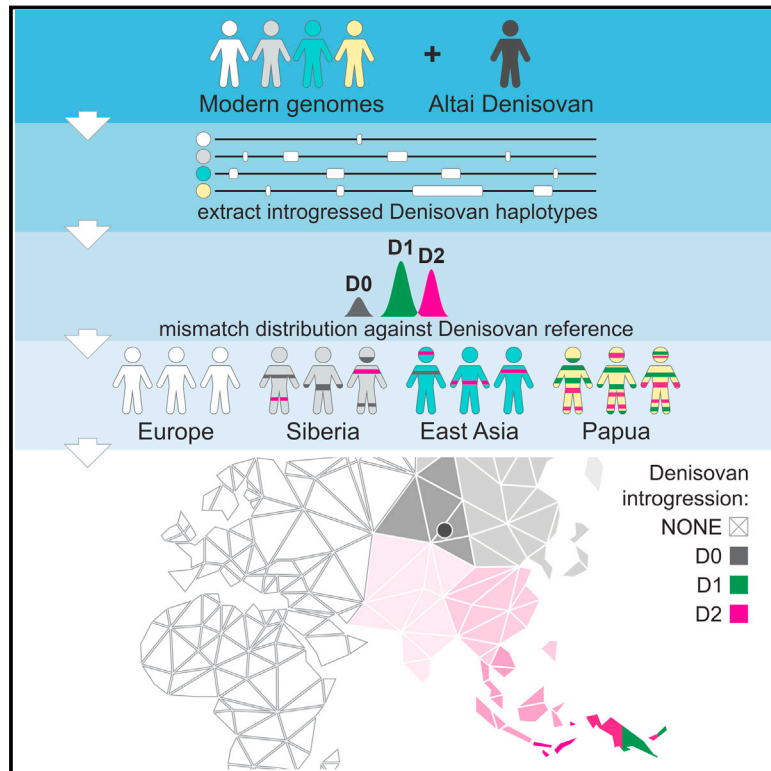 +
Modern genomes
Altai Denisovan
extract introgressed Denisovan haplotypes
D0
D1
D2
mismatch distribution against Denisovan reference
Europe
Siberia
East Asia
Papua
Denisovan
introgression:
NONE
D0
D1
D2